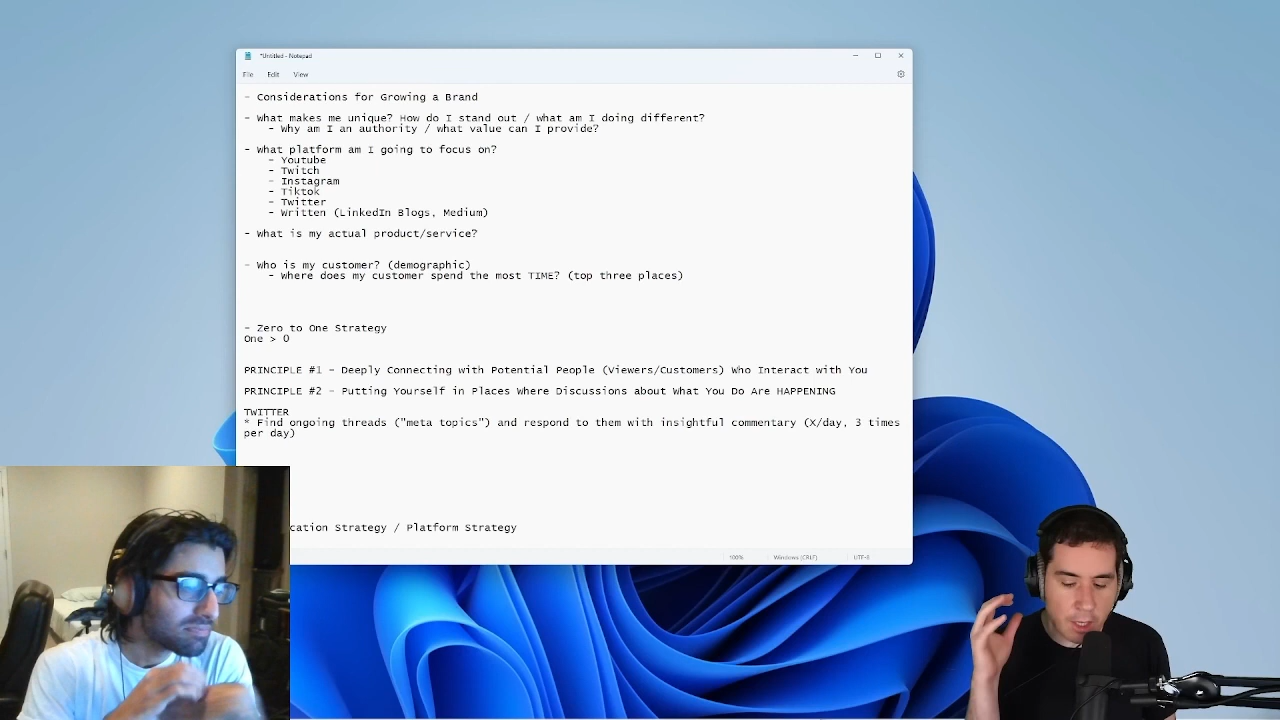 *Untitled - Notepad
File Edit View
- Considerations for Growing a Brand
- What makes me unique? How do I stand out / what am I doing different?
- Why am I an authority / what value can I provide?
- What platform am I going to focus on?
- Youtube
- Twitch
- Instagram
- Tiktok
- Twitter
- Written (LinkedIn Blogs, Medium)
- What is my actual product/service?
- Who is my customer? (demographic)
- Where does my customer spend the most TIME? (top three places)
- Zero to One Strategy
One > 0
PRINCIPLE #1 - Deeply Connecting with Potential People (Viewers/Customers) Who Interact with You
PRINCIPLE #2 - Putting Yourself in Places Where Discussions about What You Do Are HAPPENING
TWITTER
* Find ongoing threads ("meta topics") and respond to them with insightful commentary (X/day, 3 times
per day)
cation Strategy / Platform Strategy
100% Windows (CRLF) UTF-8